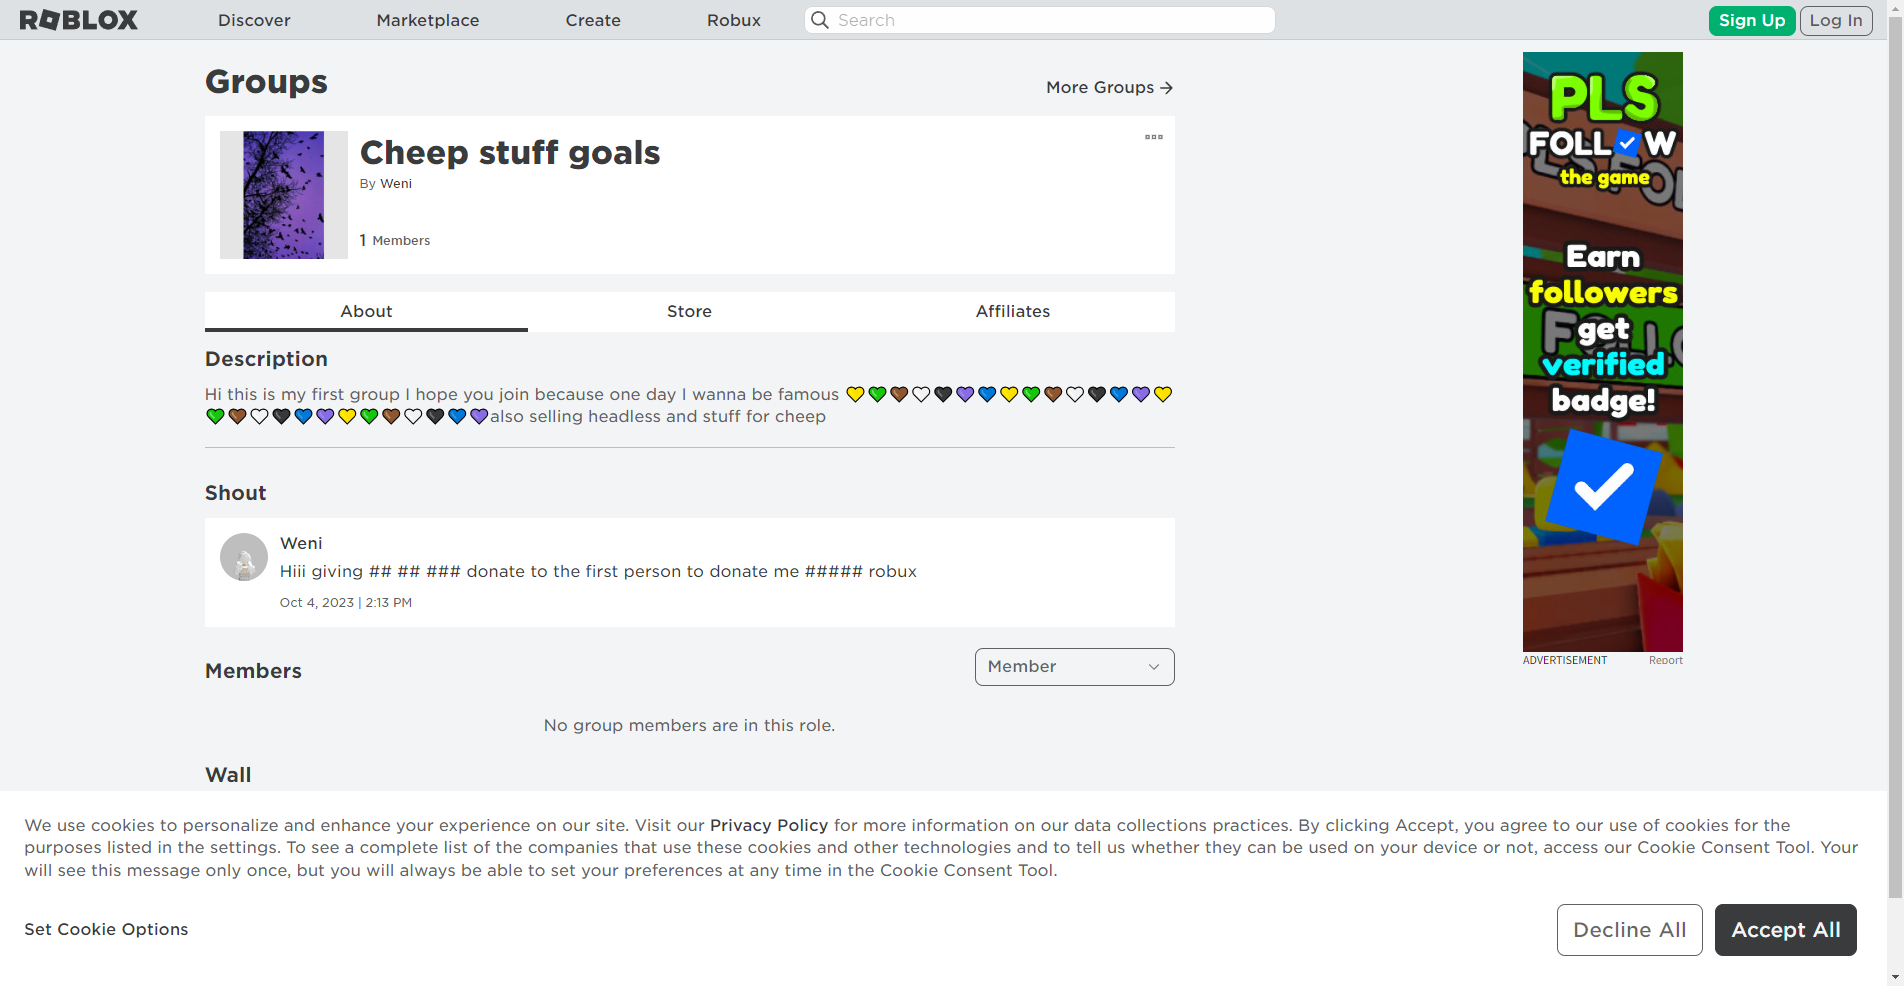 ROBLOX Discover Marketplace Create Robux Search Sign Up Log In
Groups
More Groups →
Cheep stuff goals
By Weni
1 Members
About Store Affiliates
Description
Hi this is my first group I hope you join because one day I wanna be famous 💛💚🤎🤍🖤💜💙💛💚🤎🤍🖤💙💜💛
💚🤎🤍🖤💙💜💛💚🤎🤍🖤💙💜also selling headless and stuff for cheep
Shout
Weni
Hiii giving ## ## ### donate to the first person to donate me ##### robux
Oct 4, 2023 | 2:13 PM
Members
Member
No group members are in this role.
Wall
PLS
FOLLOW
the game
Earn
followers
get
verified
badge!
ADVERTISEMENT Report
We use cookies to personalize and enhance your experience on our site. Visit our Privacy Policy for more information on our data collections practices. By clicking Accept, you agree to our use of cookies for the
purposes listed in the settings. To see a complete list of the companies that use these cookies and other technologies and to tell us whether they can be used on your device or not, access our Cookie Consent Tool. Your
will see this message only once, but you will always be able to set your preferences at any time in the Cookie Consent Tool.
Set Cookie Options
Decline All
Accept All